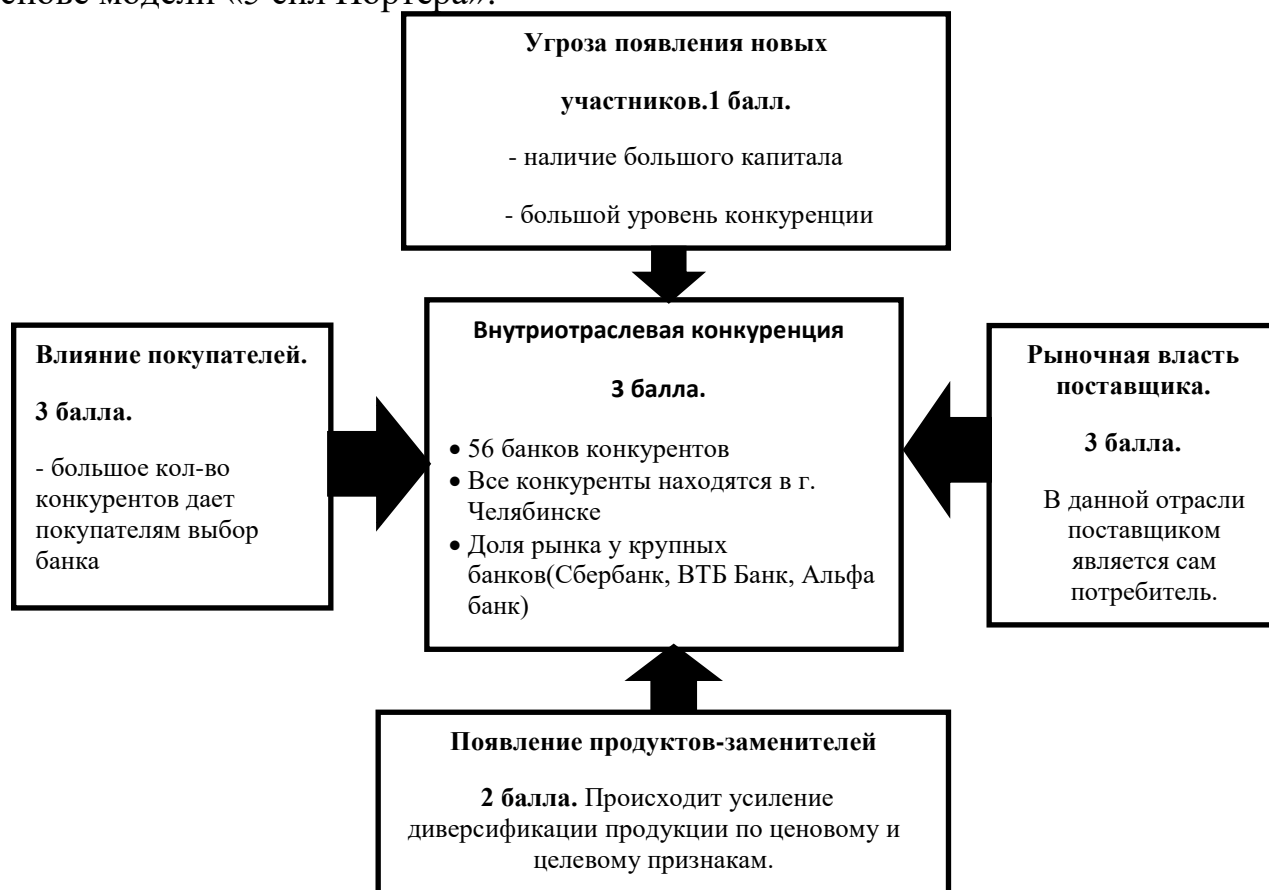 снове модели «5 сил Портера».
Угроза появления новых
участников.1 балл.
- наличие большого капитала
- большой уровень конкуренции
Внутриотраслевая конкуренция
3 балла.
• 56 банков конкурентов
• Все конкуренты находятся в г.
Челябинске
• Доля рынка у крупных
банков(Сбербанк, ВТБ Банк, Альфа
банк)
Влияние покупателей.
3 балла.
- большое кол-во
конкурентов дает
покупателям выбор
банка
Рыночная власть
поставщика.
3 балла.
В данной отрасли
поставщиком
является сам
потребитель.
Появление продуктов-заменителей
2 балла. Происходит усиление
диверсификации продукции по ценовому и
целевому признакам.